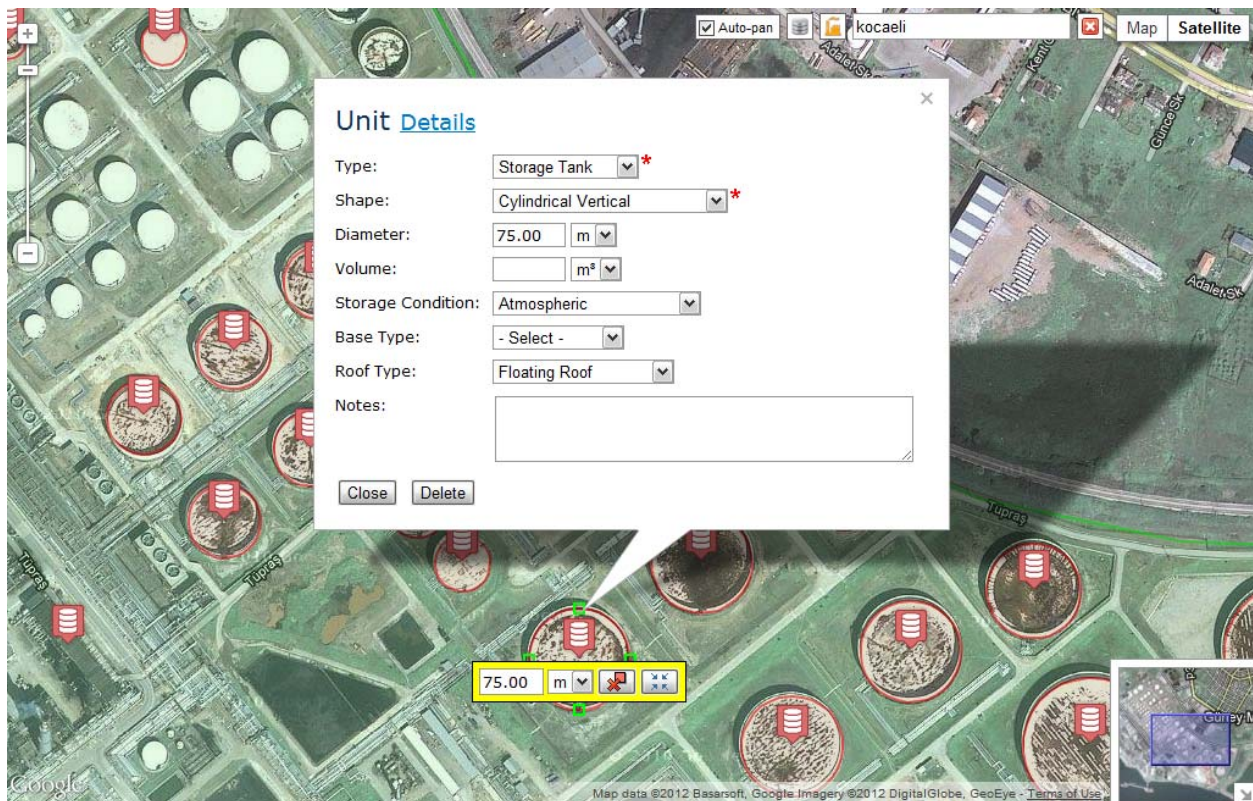 Auto-pan
kocaeli
Map
Satellite
Adalet Sk
Kent
Günce Sk
×
Unit Details
Type:
Storage Tank
*
Shape:
Cylindrical Vertical
*
Diameter:
75.00
m
Volume:
m³
Storage Condition:
Atmospheric
Base Type:
- Select -
Roof Type:
Floating Roof
Notes:
Close
Delete
Adalet Sk
Tüpraş
Tüpraş
Tüpraş
75.00
m
Güney M
Google
Map data ©2012 Basarsoft, Google Imagery ©2012 DigitalGlobe, GeoEye - Terms of Use